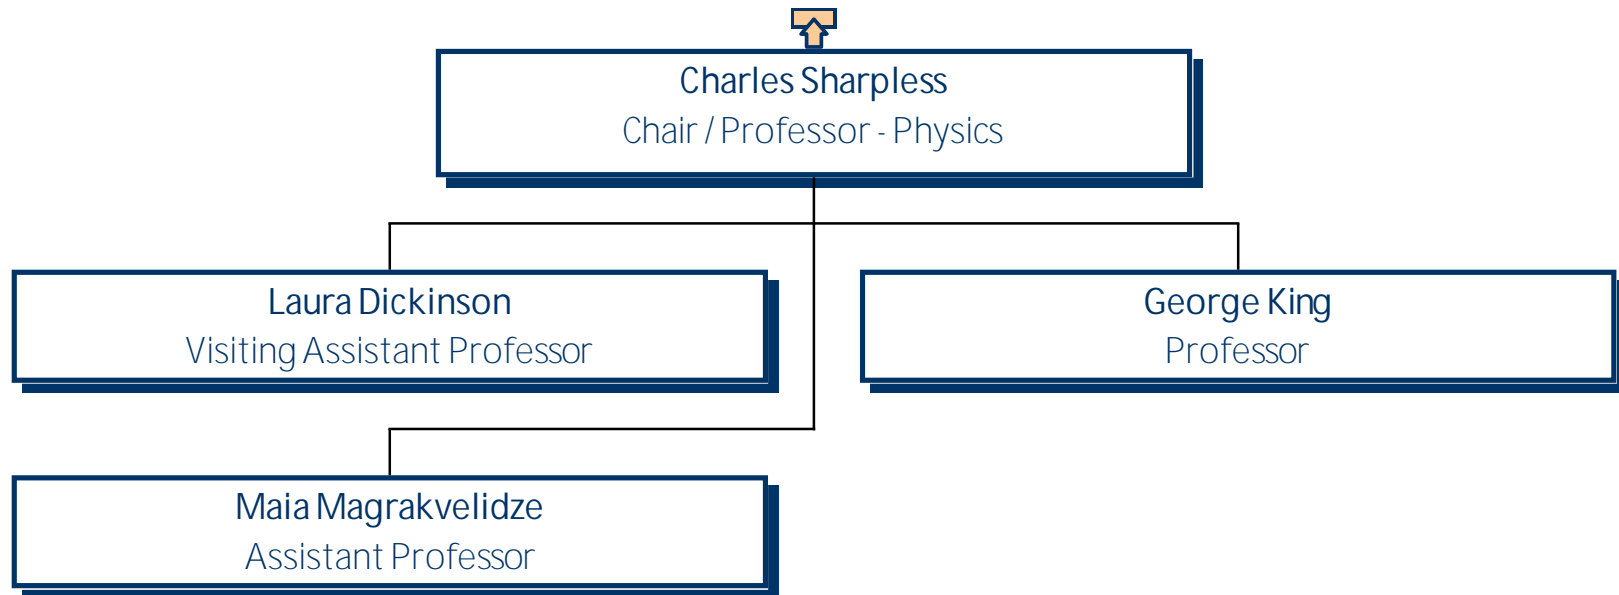 Charles Sharpless
Chair / Professor - Physics
Laura Dickinson
Visiting Assistant Professor
George King
Professor
Maia Magrakvelidze
Assistant Professor